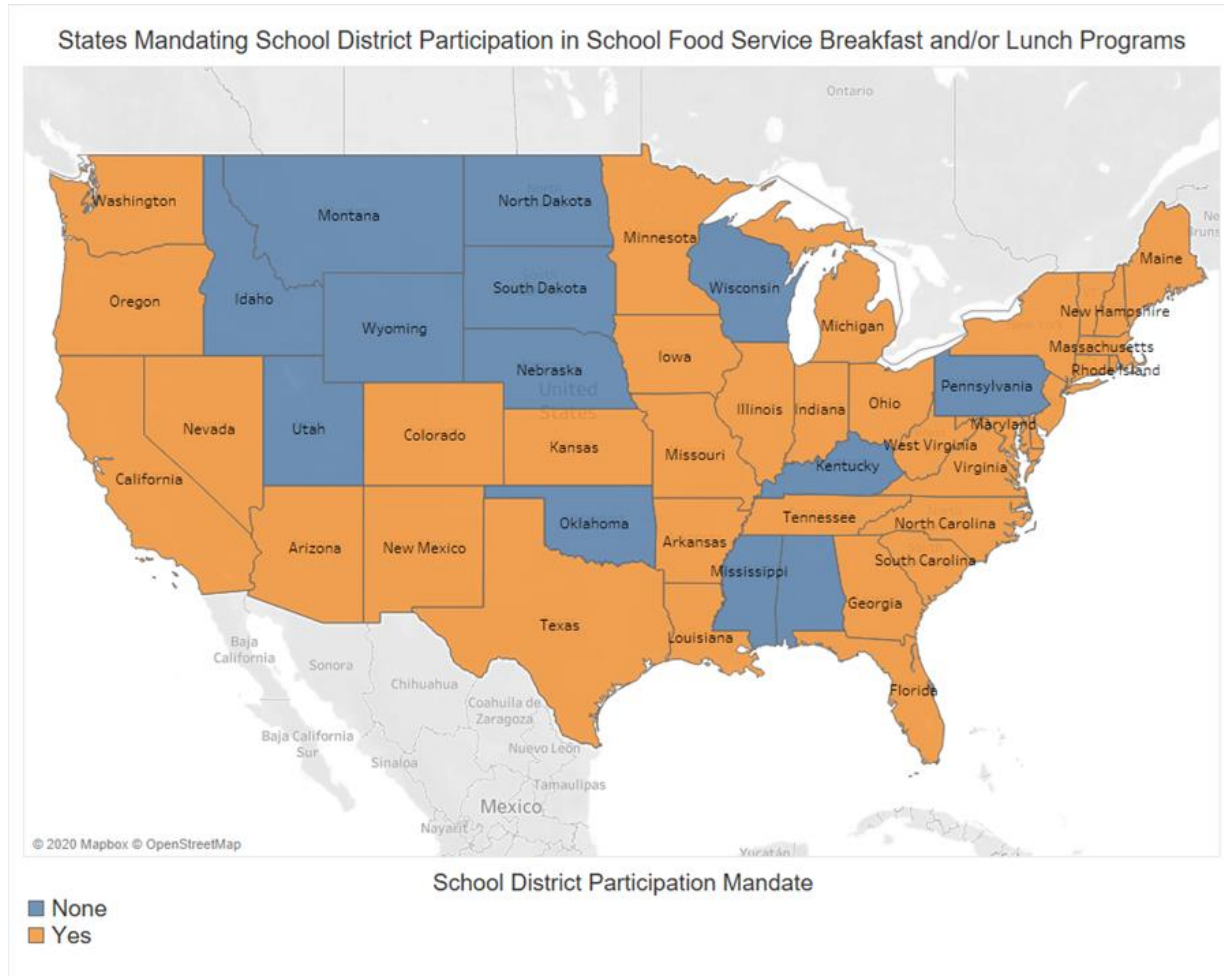 States Mandating School District Participation in School Food Service Breakfast and/or Lunch Programs
Ontario
Washington
Montana
North Dakota
Minnesota
Maine
New
Bruns
Oregon
Idaho
South Dakota
Wisconsin
Michigan
New Hampshire
Wyoming
Massachusetts
Iowa
Nebraska
Rhode Island
Pennsylvania
United
States
Nevada
Utah
Colorado
Kansas
Missouri
Illinois
Indiana
Ohio
Maryland
West Virginia
Virginia
California
Kentucky
Arizona
New Mexico
Oklahoma
Arkansas
Tennessee
North Carolina
South Carolina
Mississippi
Georgia
Texas
Louisiana
Florida
Baja
California
Sonora
Chihuahua
Coahuila de
Zaragoza
Baja California
Sur
Sinaloa
Nuevo León
Tamaulipas
Mexico
Nayarit
Yucatán
© 2020 Mapbox © OpenStreetMap
School District Participation Mandate
None
Yes